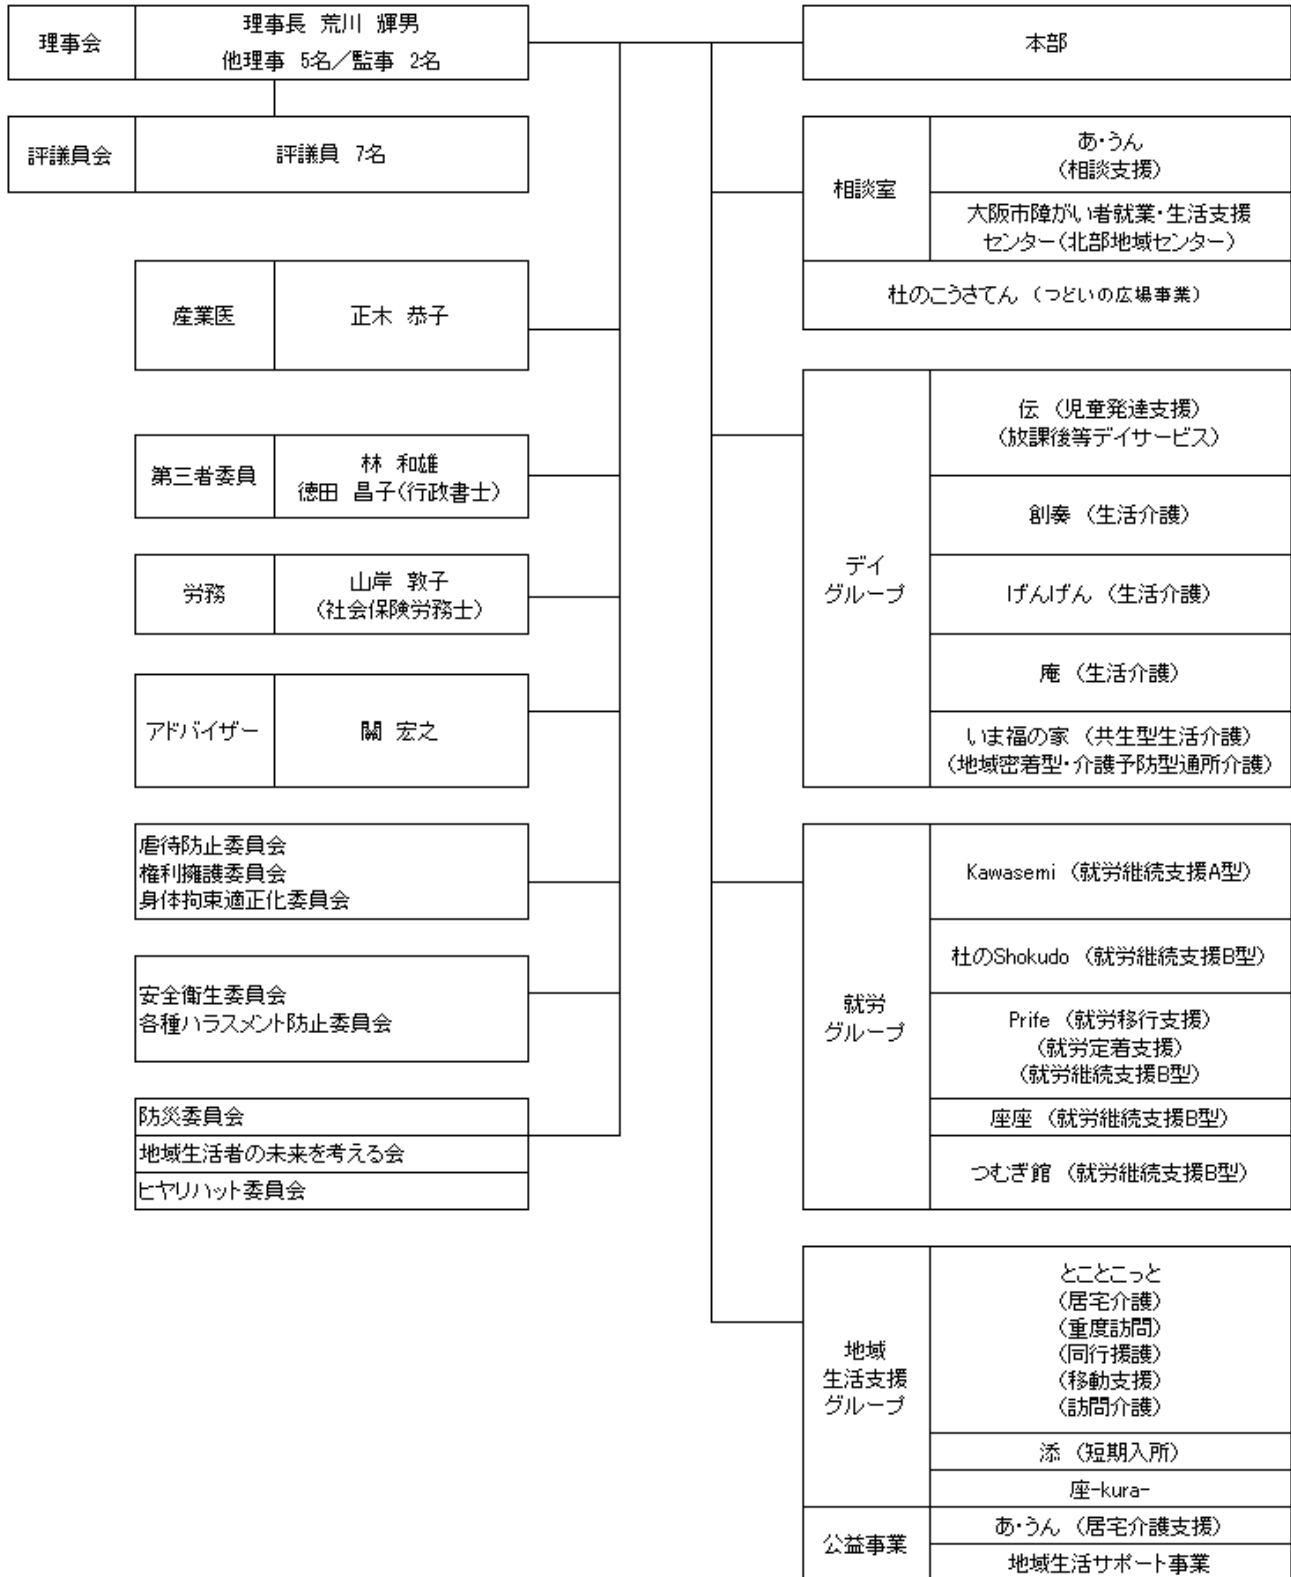 理事会
理事長 荒川 輝男
他理事 5名／監事 2名
評議員会
評議員 7名
産業医
正木 恭子
第三者委員
林 和雄
徳田 昌子(行政書士)
労務
山岸 敦子
(社会保険労務士)
アドバイザー
關 宏之
虐待防止委員会
権利擁護委員会
身体拘束適正化委員会
安全衛生委員会
各種ハラスメント防止委員会
防災委員会
地域生活者の未来を考える会
ヒヤリハット委員会
本部
相談室
あ・うん
(相談支援)
大阪市障がい者就業・生活支援
センター(北部地域センター)
杜のこうさてん (つどいの広場事業)
デイ
グループ
伝 (児童発達支援)
(放課後等デイサービス)
創奏 (生活介護)
げんげん (生活介護)
庵 (生活介護)
いま福の家 (共生型生活介護)
(地域密着型・介護予防型通所介護)
就労
グループ
Kawasemi (就労継続支援A型)
杜のShokudo (就労継続支援B型)
Prife (就労移行支援)
(就労定着支援)
(就労継続支援B型)
座座 (就労継続支援B型)
つむぎ館 (就労継続支援B型)
地域
生活支援
グループ
とことこっと
(居宅介護)
(重度訪問)
(同行援護)
(移動支援)
(訪問介護)
添 (短期入所)
座-kura-
公益事業
あ・うん (居宅介護支援)
地域生活サポート事業